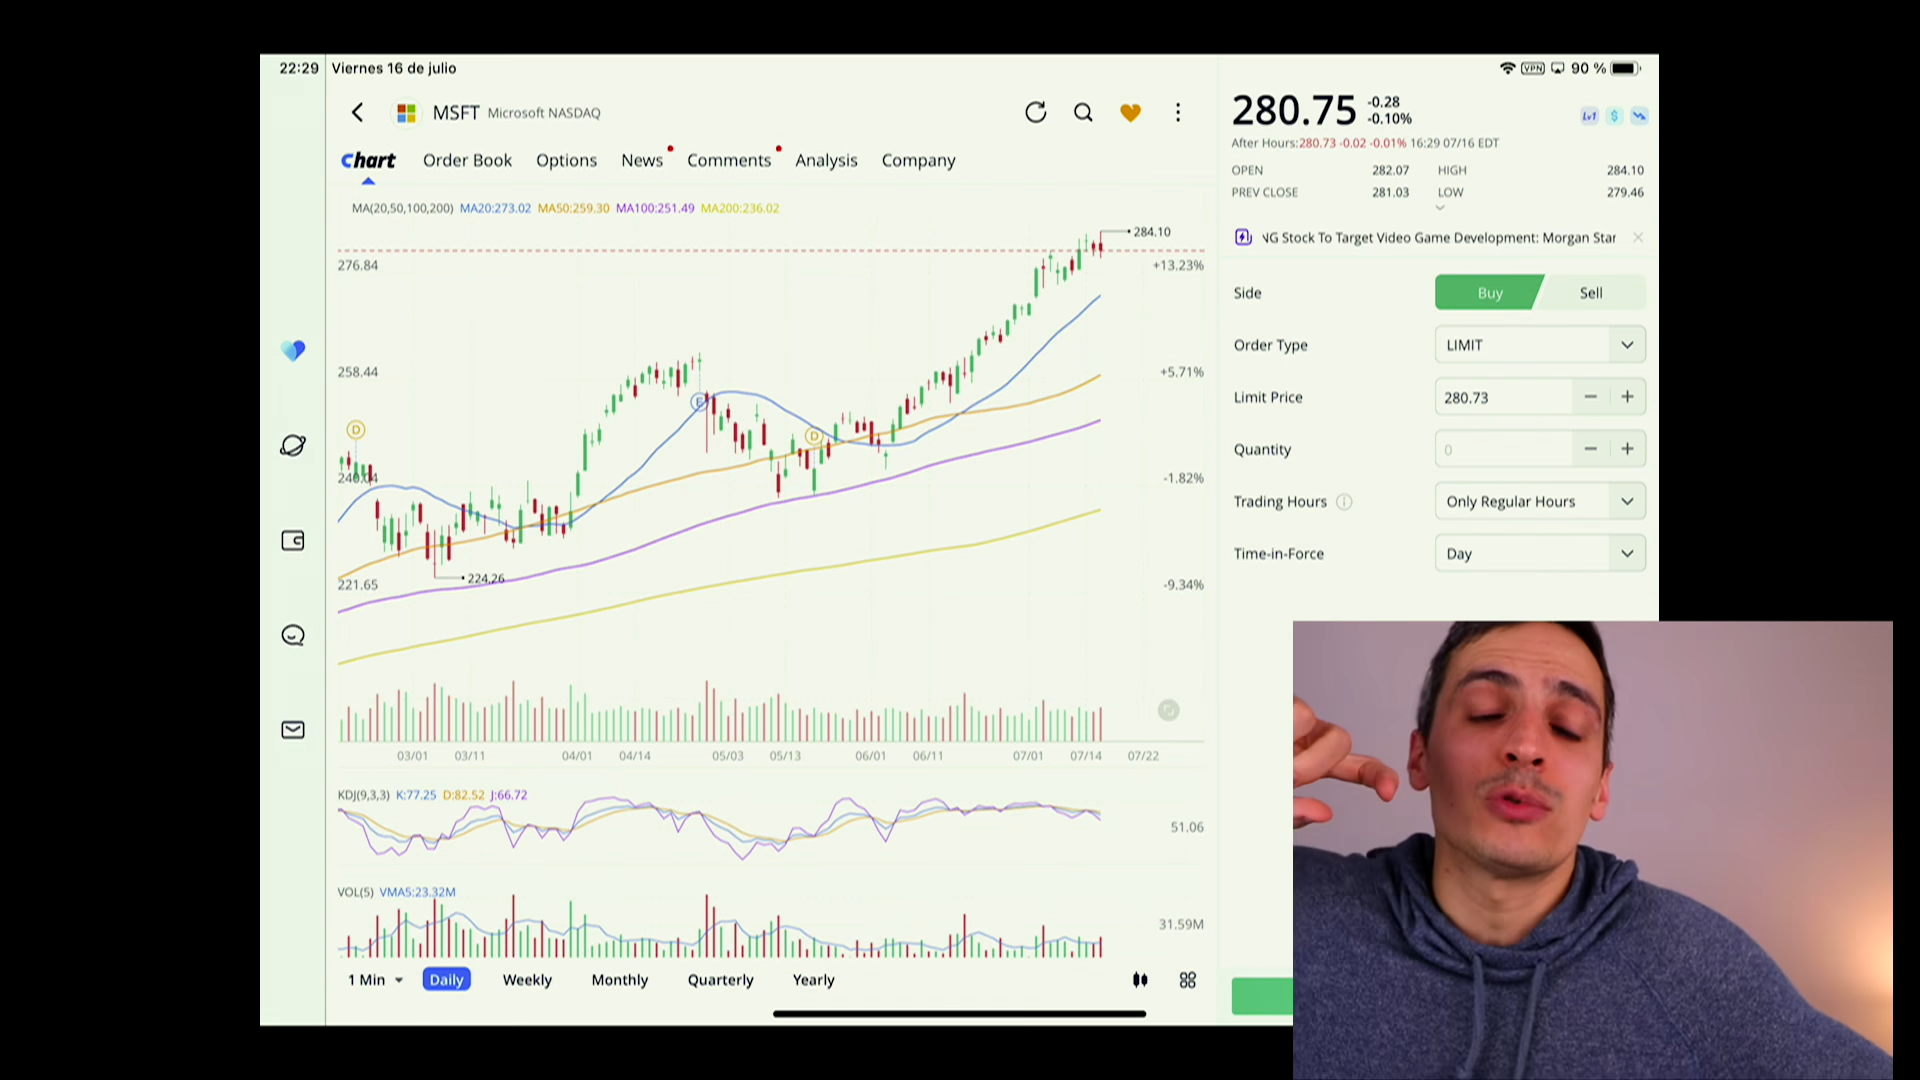 22:29 Viernes 16 de julio
VPN 90 %
MSFT Microsoft NASDAQ
Chart Order Book Options News Comments Analysis Company
MA(20,50,100,200) MA20:273.02 MA50:259.30 MA100:251.49 MA200:236.02
284.10
276.84 +13.23%
258.44 +5.71%
E
D
D
240.04 -1.82%
224.26
221.65 -9.34%
03/01 03/11 04/01 04/14 05/03 05/13 06/01 06/11 07/01 07/14 07/22
KDJ(9,3,3) K:77.25 D:82.52 J:66.72
51.06
VOL(5) VMA5:23.32M
31.59M
1 Min Daily Weekly Monthly Quarterly Yearly
280.75 -0.28
-0.10%
LV1 $
After Hours:280.73 -0.02 -0.01% 16:29 07/16 EDT
OPEN 282.07 HIGH 284.10
PREV CLOSE 281.03 LOW 279.46
NG Stock To Target Video Game Development: Morgan Star
Side Buy Sell
Order Type LIMIT
Limit Price 280.73 − +
Quantity 0 − +
Trading Hours Only Regular Hours
Time-in-Force Day